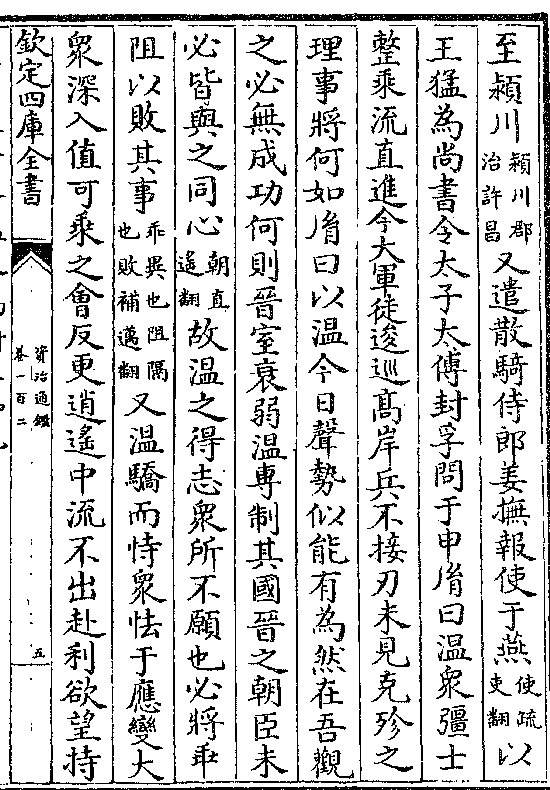 至潁川潁川郡治許昌又遣散騎侍郎姜撫報使于燕使疏吏翻以
王猛為尚書令太子太傅封孚問于申胤曰温衆彊士
整乘流直進今大軍徒逡巡髙岸兵不接刃未見克殄之
理事將何如胤曰以温今日聲勢似能有為然在吾觀
之必無成功何則晉室衰弱温專制其國晉之朝臣未
必皆與之同心朝直遙翻故温之得志衆所不願也必將乖
阻以敗其事乖異也阻隔也敗補邁翻又温驕而恃衆怯于應變大
衆深入值可乘之會反更逍遙中流不出赴利欲望持
欽定四庫全書
資治通鑑
卷一百二
五